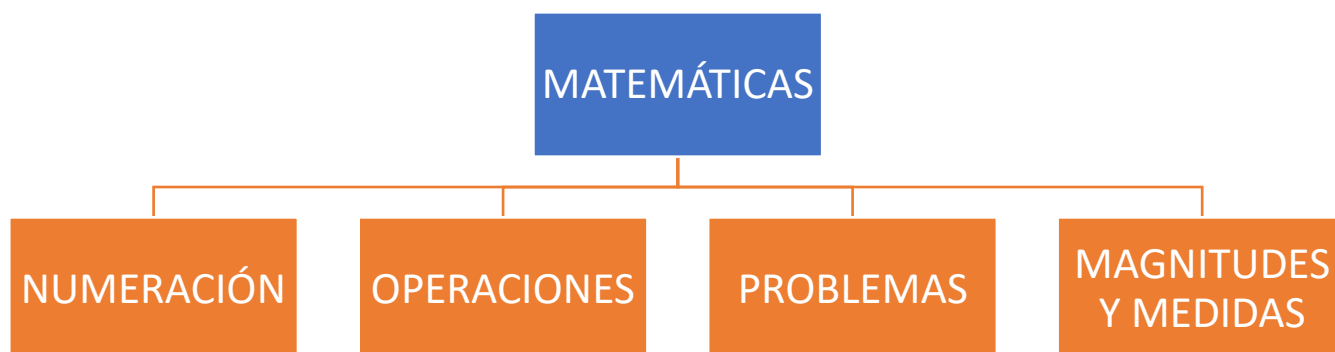 MATEMÁTICAS
NUMERACIÓN
OPERACIONES
PROBLEMAS
MAGNITUDES
Y MEDIDAS